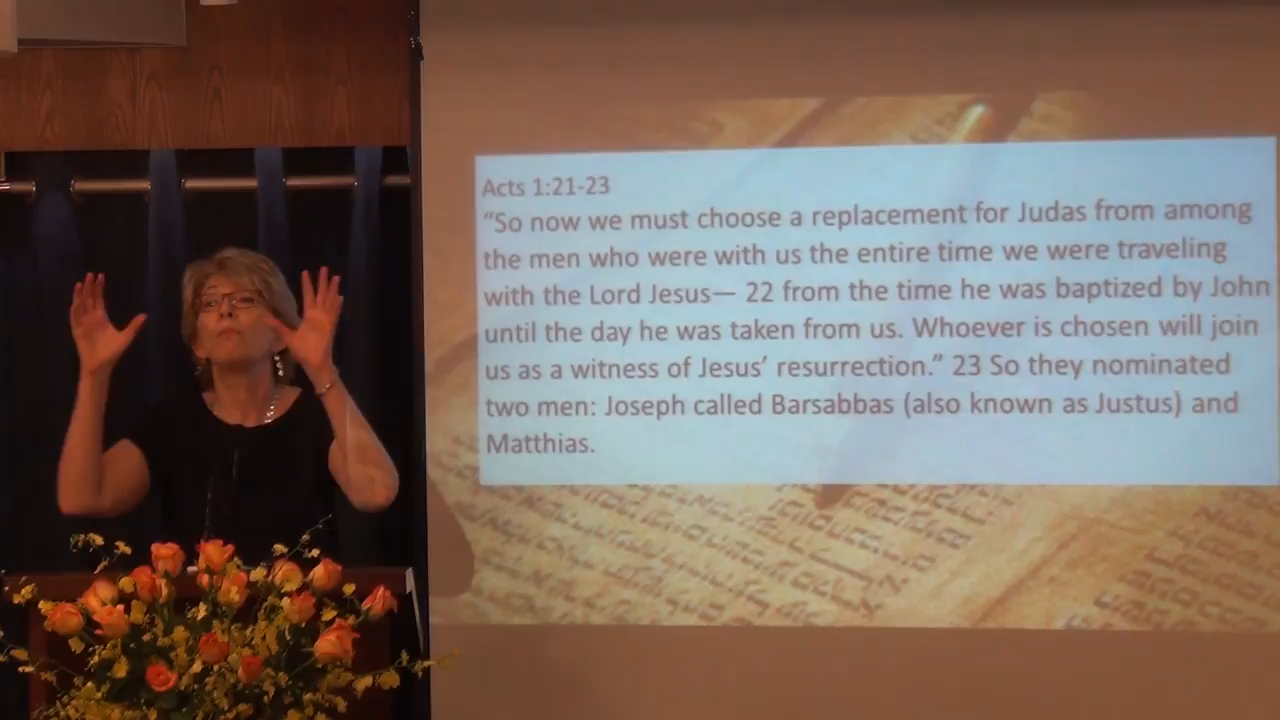 Acts 1:21-23
“So now we must choose a replacement for Judas from among
the men who were with us the entire time we were traveling
with the Lord Jesus— 22 from the time he was baptized by John
until the day he was taken from us. Whoever is chosen will join
us as a witness of Jesus’ resurrection.” 23 So they nominated
two men: Joseph called Barsabbas (also known as Justus) and
Matthias.